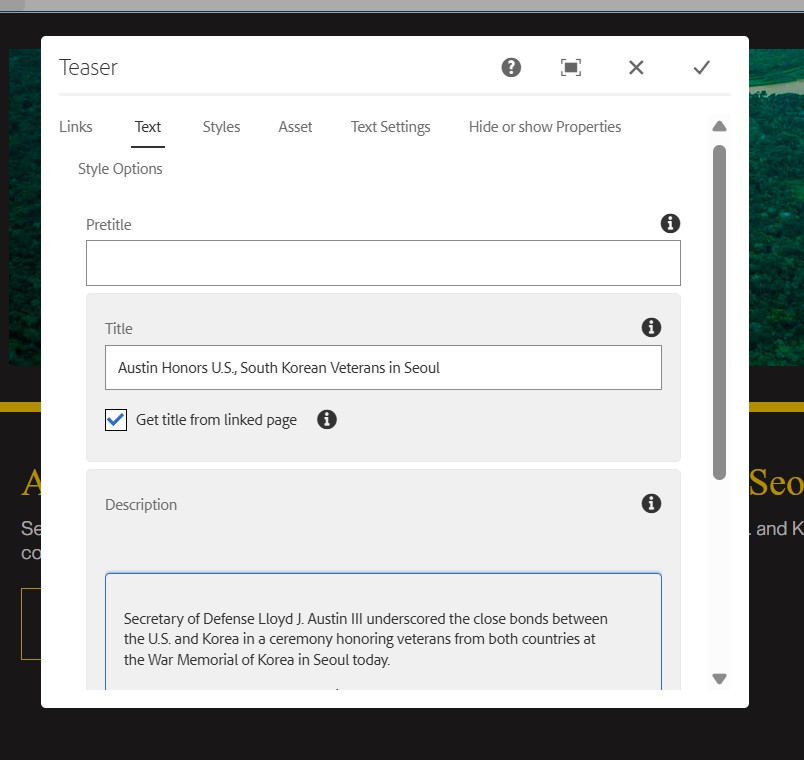 Teaser
Links Text Styles Asset Text Settings Hide or show Properties
Style Options
Pretitle
Title
Austin Honors U.S., South Korean Veterans in Seoul
Get title from linked page
A
Seo
Description
Se
. and K
co
Secretary of Defense Lloyd J. Austin III underscored the close bonds between
the U.S. and Korea in a ceremony honoring veterans from both countries at
the War Memorial of Korea in Seoul today.